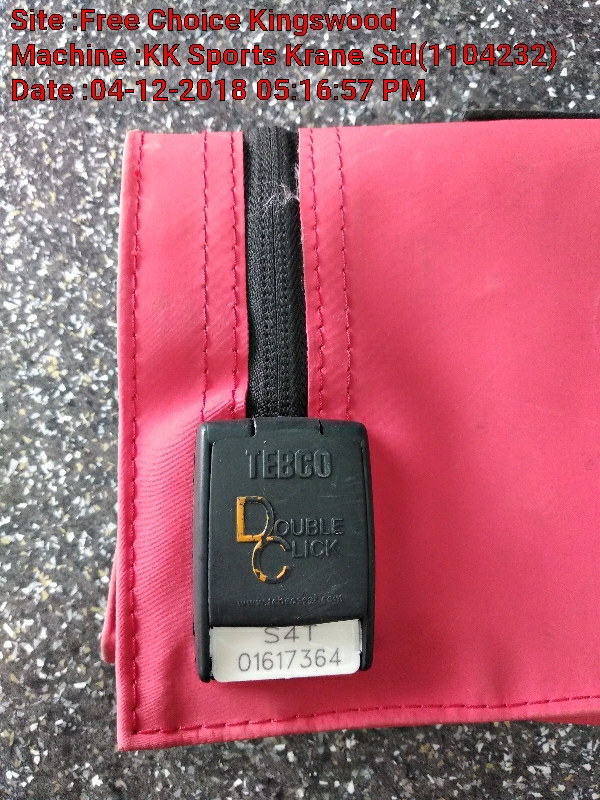 Site :Free Choice Kingswood
Machine :KK Sports Krane Std(1104232)
Date :04-12-2018 05:16:57 PM
TEBCO
DOUBLE
CLICK
S4T
01617364